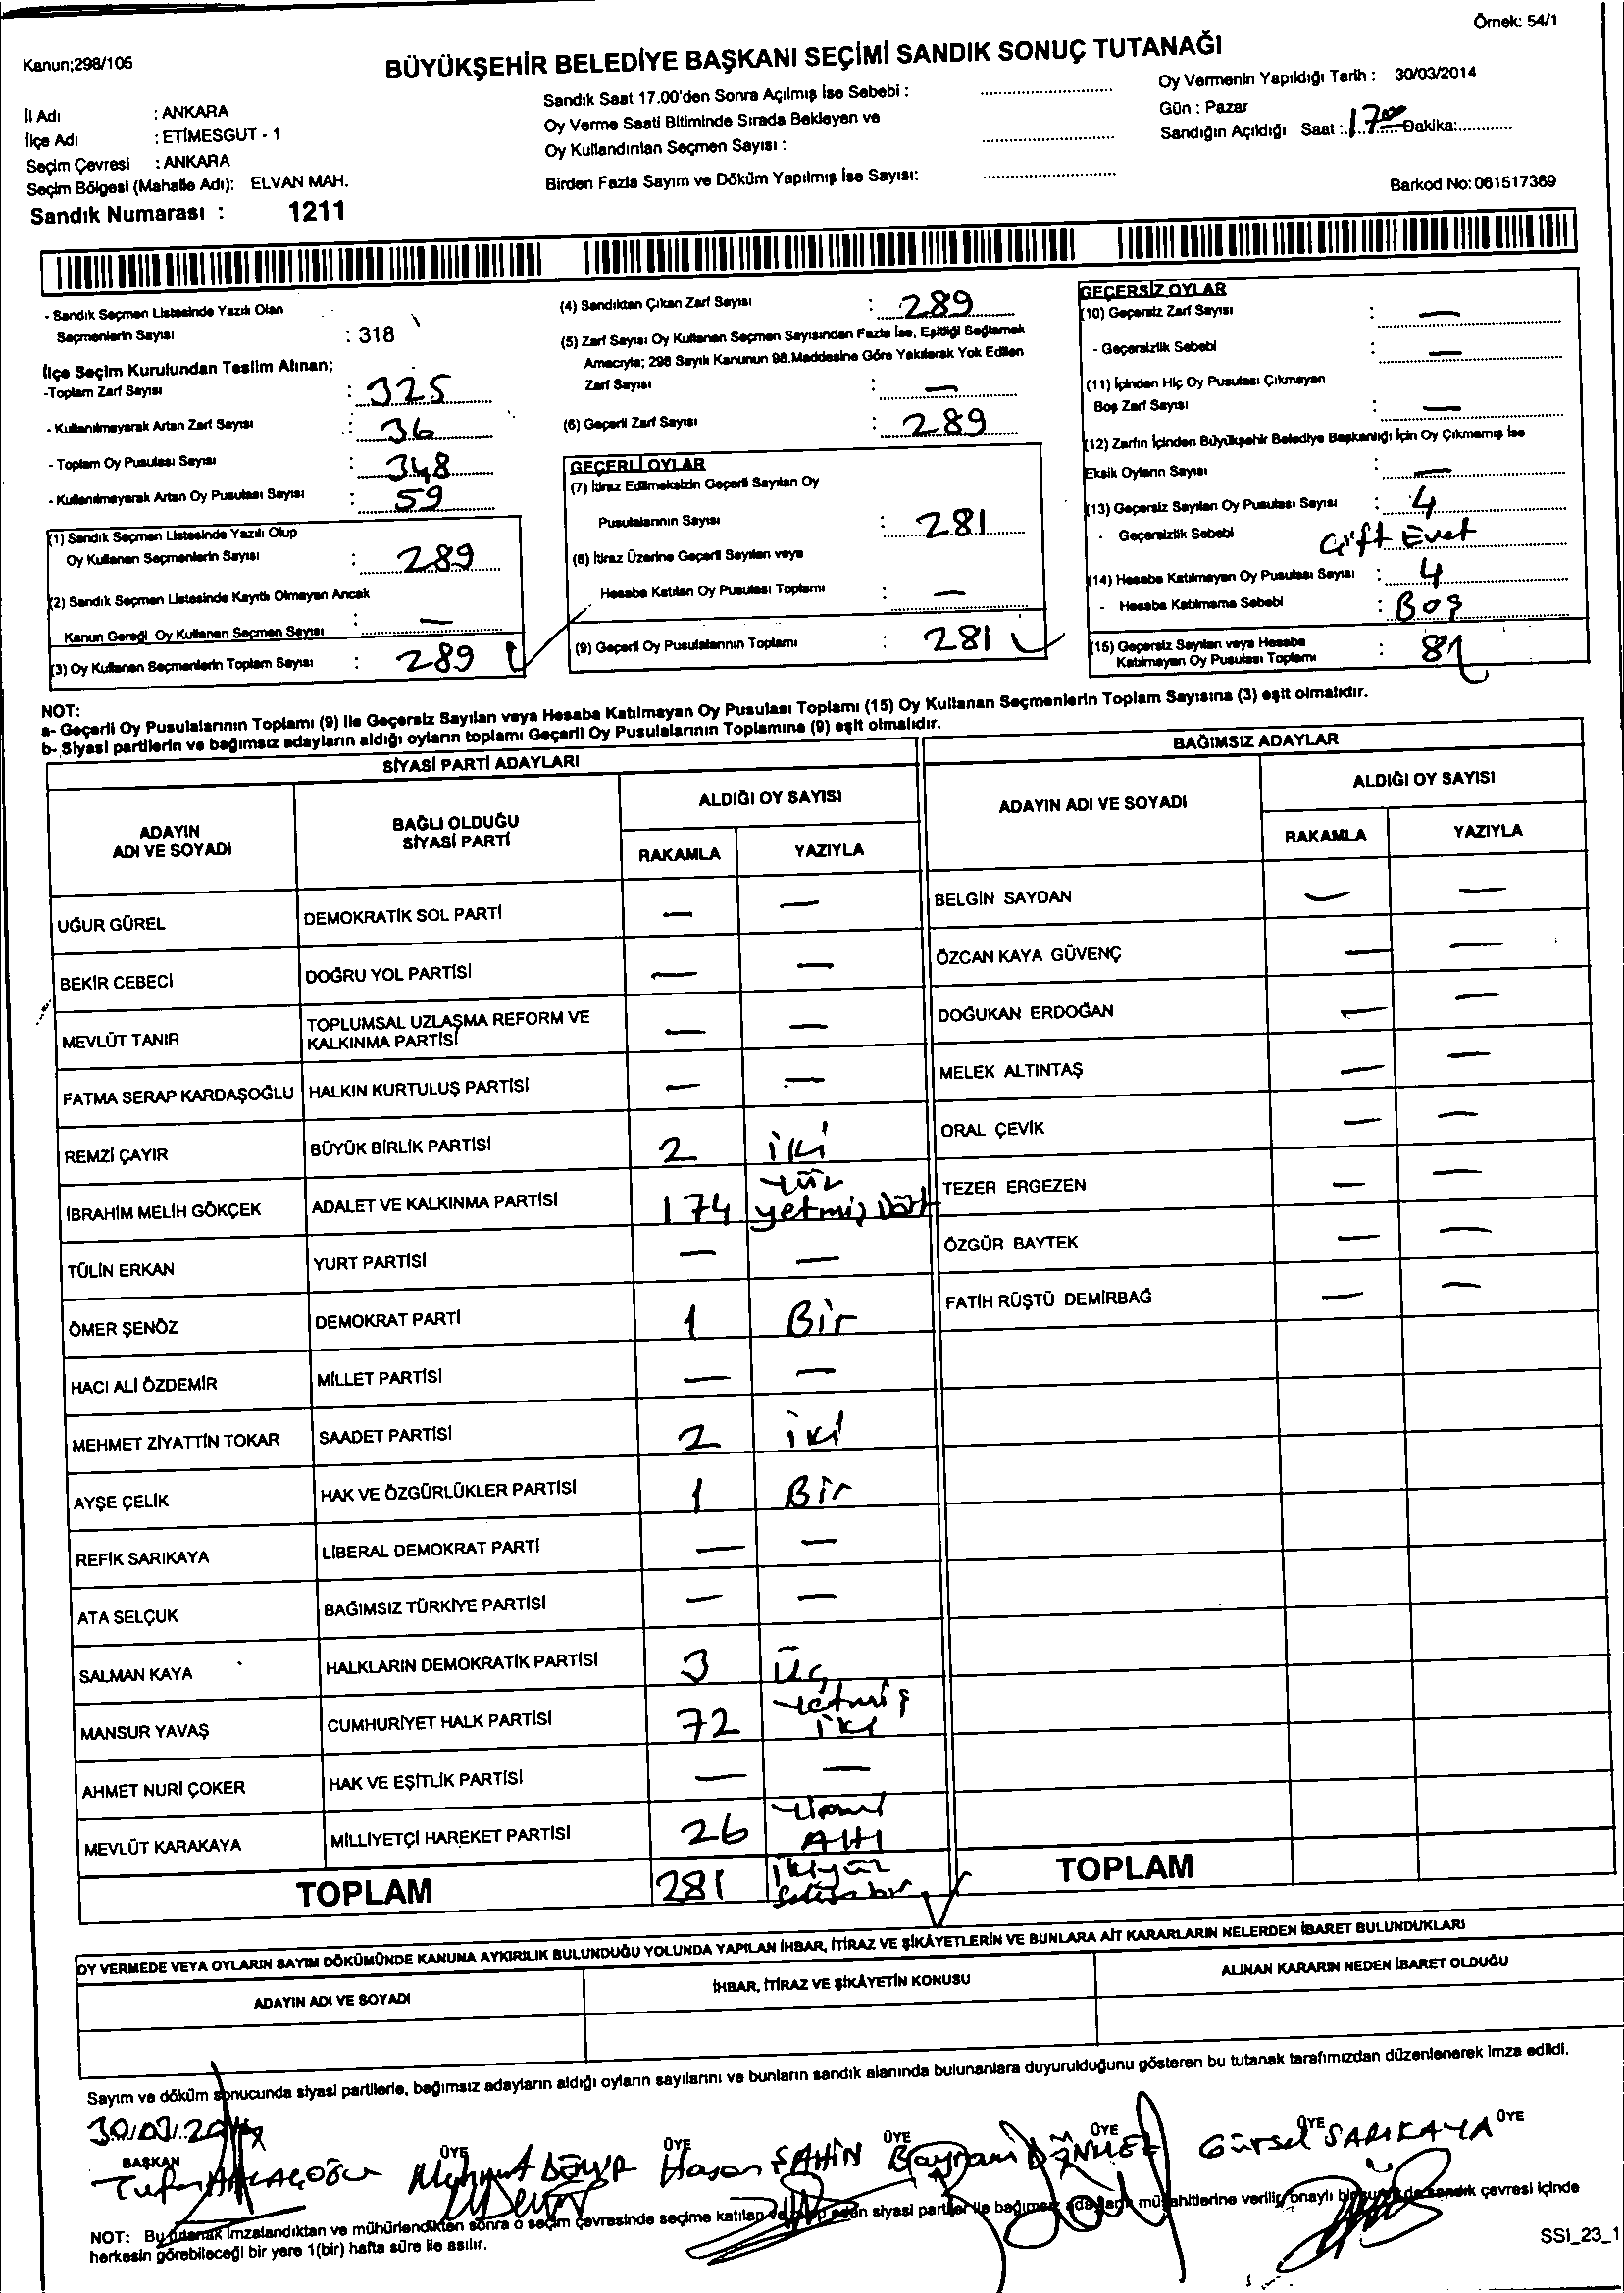 Örnek: 54/1
Kanun;298/105
BÜYÜKŞEHİR BELEDİYE BAŞKANI SEÇİMİ SANDIK SONUÇ TUTANAĞI
İl Adı : ANKARA
İlçe Adı : ETİMESGUT - 1
Seçim Çevresi : ANKARA
Seçim Bölgesi (Mahalle Adı): ELVAN MAH.
Sandık Numarası : 1211
Sandık Saat 17.00'den Sonra Açılmış İse Sebebi :
Oy Verme Saati Bitiminde Sırada Bekleyen ve
Oy Kullandırılan Seçmen Sayısı :
Birden Fazla Sayım ve Döküm Yapılmış İse Sayısı:
Oy Vermenin Yapıldığı Tarih : 30/03/2014
Gün : Pazar
Sandığın Açıldığı Saat : 17 00 Dakika:
Barkod No: 061517369
- Sandık Seçmen Listesinde Yazılı Olan
Seçmenlerin Sayısı : 318
İlçe Seçim Kurulundan Teslim Alınan;
-Toplam Zarf Sayısı : 325
- Kullanılmayarak Artan Zarf Sayısı : 36
- Toplam Oy Pusulası Sayısı : 348
- Kullanılmayarak Artan Oy Pusulası Sayısı : 59
(1) Sandık Seçmen Listesinde Yazılı Olup
Oy Kullanan Seçmenlerin Sayısı : 289
(2) Sandık Seçmen Listesinde Kayıtlı Olmayan Ancak
Kanun Gereği Oy Kullanan Seçmen Sayısı : —
(3) Oy Kullanan Seçmenlerin Toplam Sayısı : 289
(4) Sandıktan Çıkan Zarf Sayısı : 289
(5) Zarf Sayısı Oy Kullanan Seçmen Sayısından Fazla İse, Eşitliği Sağlamak
Amacıyla; 298 Sayılı Kanunun 98.Maddesine Göre Yakılarak Yok Edilen
Zarf Sayısı : —
(6) Geçerli Zarf Sayısı : 289
GEÇERLİ OYLAR
(7) İtiraz Edilmeksizin Geçerli Sayılan Oy
Pusulalarının Sayısı : 281
(8) İtiraz Üzerine Geçerli Sayılan veya
Hesaba Katılan Oy Pusulası Toplamı : —
(9) Geçerli Oy Pusulalarının Toplamı : 281
GEÇERSİZ OYLAR
(10) Geçersiz Zarf Sayısı : —
- Geçersizlik Sebebi : —
(11) İçinden Hiç Oy Pusulası Çıkmayan
Boş Zarf Sayısı : —
(12) Zarfın İçinden Büyükşehir Belediye Başkanlığı İçin Oy Çıkmamış İse
Eksik Oyların Sayısı : —
(13) Geçersiz Sayılan Oy Pusulası Sayısı : 4
- Geçersizlik Sebebi Çift Evet
(14) Hesaba Katılmayan Oy Pusulası Sayısı : 4
- Hesaba Katılmama Sebebi : Boş
(15) Geçersiz Sayılan veya Hesaba
Katılmayan Oy Pusulası Toplamı : 8
NOT:
a- Geçerli Oy Pusulalarının Toplamı (9) ile Geçersiz Sayılan veya Hesaba Katılmayan Oy Pusulası Toplamı (15) Oy Kullanan Seçmenlerin Toplam Sayısına (3) eşit olmalıdır.
b- Siyasi partilerin ve bağımsız adayların aldığı oyların toplamı Geçerli Oy Pusulalarının Toplamına (9) eşit olmalıdır.
SİYASİ PARTİ ADAYLARI
ADAYIN ADI VE SOYADI BAĞLI OLDUĞU SİYASİ PARTİ ALDIĞI OY SAYISI
RAKAMLA YAZIYLA
UĞUR GÜREL DEMOKRATİK SOL PARTİ — —
BEKİR CEBECİ DOĞRU YOL PARTİSİ — —
MEVLÜT TANIR TOPLUMSAL UZLAŞMA REFORM VE KALKINMA PARTİSİ — —
FATMA SERAP KARDAŞOĞLU HALKIN KURTULUŞ PARTİSİ — —
REMZİ ÇAYIR BÜYÜK BİRLİK PARTİSİ 2 iki
İBRAHİM MELİH GÖKÇEK ADALET VE KALKINMA PARTİSİ 174 yüz yetmiş Dört
TÜLİN ERKAN YURT PARTİSİ — —
ÖMER ŞENÖZ DEMOKRAT PARTİ 1 Bir
HACI ALİ ÖZDEMİR MİLLET PARTİSİ — —
MEHMET ZİYATTİN TOKAR SAADET PARTİSİ 2 iki
AYŞE ÇELİK HAK VE ÖZGÜRLÜKLER PARTİSİ 1 Bir
REFİK SARIKAYA LİBERAL DEMOKRAT PARTİ — —
ATA SELÇUK BAĞIMSIZ TÜRKİYE PARTİSİ — —
SALMAN KAYA HALKLARIN DEMOKRATİK PARTİSİ 3 Üç
MANSUR YAVAŞ CUMHURİYET HALK PARTİSİ 72 yetmiş iki
AHMET NURİ ÇOKER HAK VE EŞİTLİK PARTİSİ — —
MEVLÜT KARAKAYA MİLLİYETÇİ HAREKET PARTİSİ 26 yirmi Altı
TOPLAM 281 ikiyüz seksen bir
BAĞIMSIZ ADAYLAR
ADAYIN ADI VE SOYADI ALDIĞI OY SAYISI
RAKAMLA YAZIYLA
BELGİN SAYDAN — —
ÖZCAN KAYA GÜVENÇ — —
DOĞUKAN ERDOĞAN — —
MELEK ALTINTAŞ — —
ORAL ÇEVİK — —
TEZER ERGEZEN — —
ÖZGÜR BAYTEK — —
FATİH RÜŞTÜ DEMİRBAĞ — —
TOPLAM
OY VERMEDE VEYA OYLARIN SAYIM DÖKÜMÜNDE KANUNA AYKIRILIK BULUNDUĞU YOLUNDA YAPILAN İHBAR, İTİRAZ VE ŞİKÂYETLERİN VE BUNLARA AİT KARARLARIN NELERDEN İBARET BULUNDUKLARI
ADAYIN ADI VE SOYADI İHBAR, İTİRAZ VE ŞİKÂYETİN KONUSU ALINAN KARARIN NEDEN İBARET OLDUĞU
Sayım ve döküm sonucunda siyasi partilerle, bağımsız adayların aldığı oyların sayılarını ve bunların sandık alanında bulunanlara duyurulduğunu gösteren bu tutanak tarafımızdan düzenlenerek imza edildi.
30/03/2014
BAŞKAN ÜYE ÜYE ÜYE ÜYE ÜYE ÜYE
Mehmet DEMİR Hasan ŞAHİN Bayram Gürsel SARIKAYA
NOT: Bu tutanak imzalandıktan ve mühürlendikten sonra o seçim çevresinde seçime katılan siyasi partiler ile bağımsız adayların müşahitlerine verilir, onaylı bir sureti de sandık çevresi içinde
herkesin görebileceği bir yere 1(bir) hafta süre ile asılır.
SSI_23_1